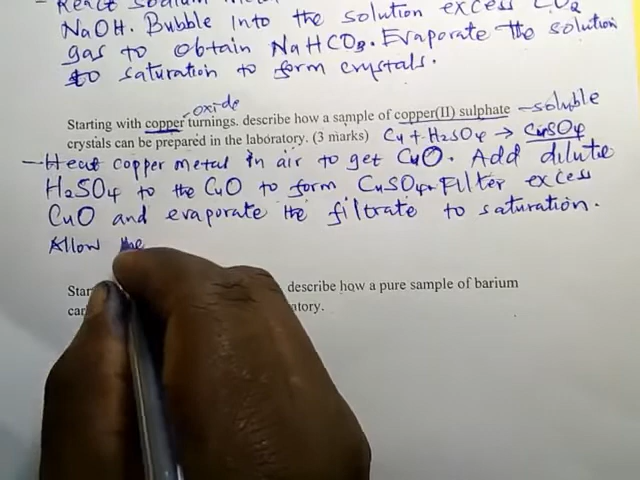 React Sodium
NaOH. Bubble into the solution excess CO2
gas to obtain NaHCO3. Evaporate the solution
to saturation to form crystals.
oxide
Starting with copper turnings. describe how a sample of copper(II) sulphate - soluble
crystals can be prepared in the laboratory. (3 marks) Cu + H2SO4 → CuSO4
- Heat copper metal in air to get CuO. Add dilute
H2SO4 to the CuO to form CuSO4. Filter excess
CuO and evaporate the filtrate to saturation.
Allow the
describe how a pure sample of barium